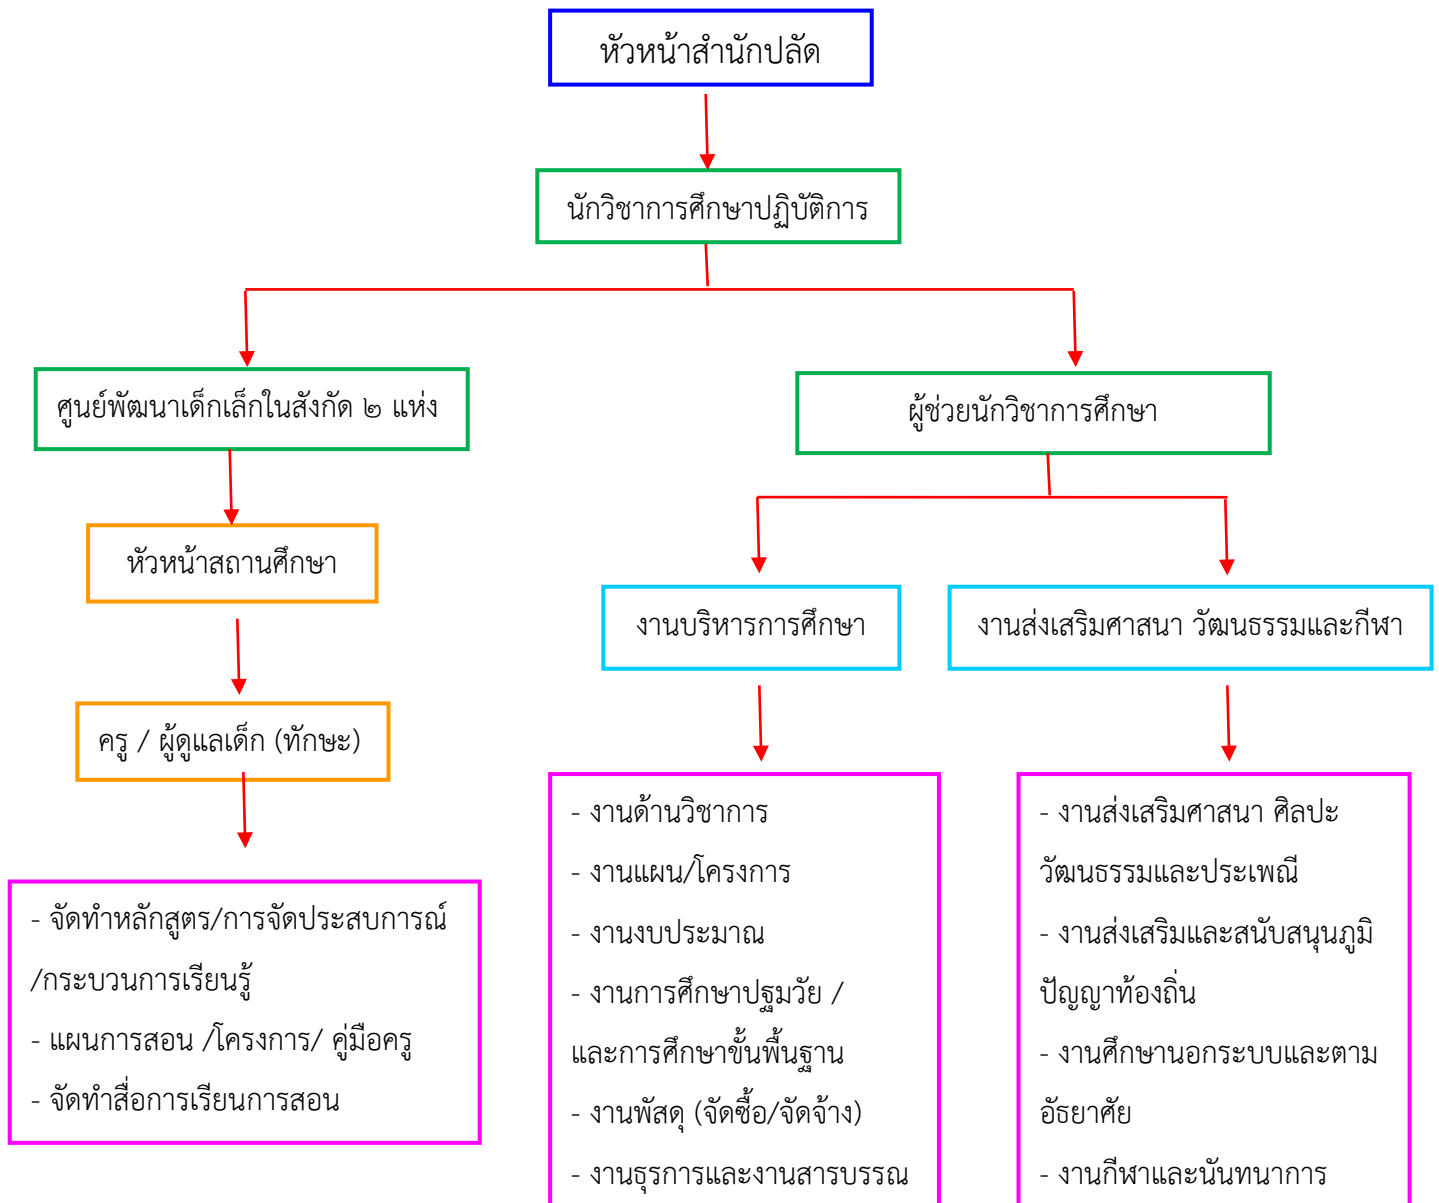 หัวหน้าสำนักปลัด
นักวิชาการศึกษาปฏิบัติการ
ศูนย์พัฒนาเด็กเล็กในสังกัด ๒ แห่ง
ผู้ช่วยนักวิชาการศึกษา
หัวหน้าสถานศึกษา
งานบริหารการศึกษา
งานส่งเสริมศาสนา วัฒนธรรมและกีฬา
ครู / ผู้ดูแลเด็ก (ทักษะ)
- จัดทำหลักสูตร/การจัดประสบการณ์
/กระบวนการเรียนรู้
- แผนการสอน /โครงการ/ คู่มือครู
- จัดทำสื่อการเรียนการสอน
- งานด้านวิชาการ
- งานแผน/โครงการ
- งานงบประมาณ
- งานการศึกษาปฐมวัย /
และการศึกษาขั้นพื้นฐาน
- งานพัสดุ (จัดซื้อ/จัดจ้าง)
- งานธุรการและงานสารบรรณ
- งานส่งเสริมศาสนา ศิลปะ
วัฒนธรรมและประเพณี
- งานส่งเสริมและสนับสนุนภูมิ
ปัญญาท้องถิ่น
- งานศึกษานอกระบบและตาม
อัธยาศัย
- งานกีฬาและนันทนาการ